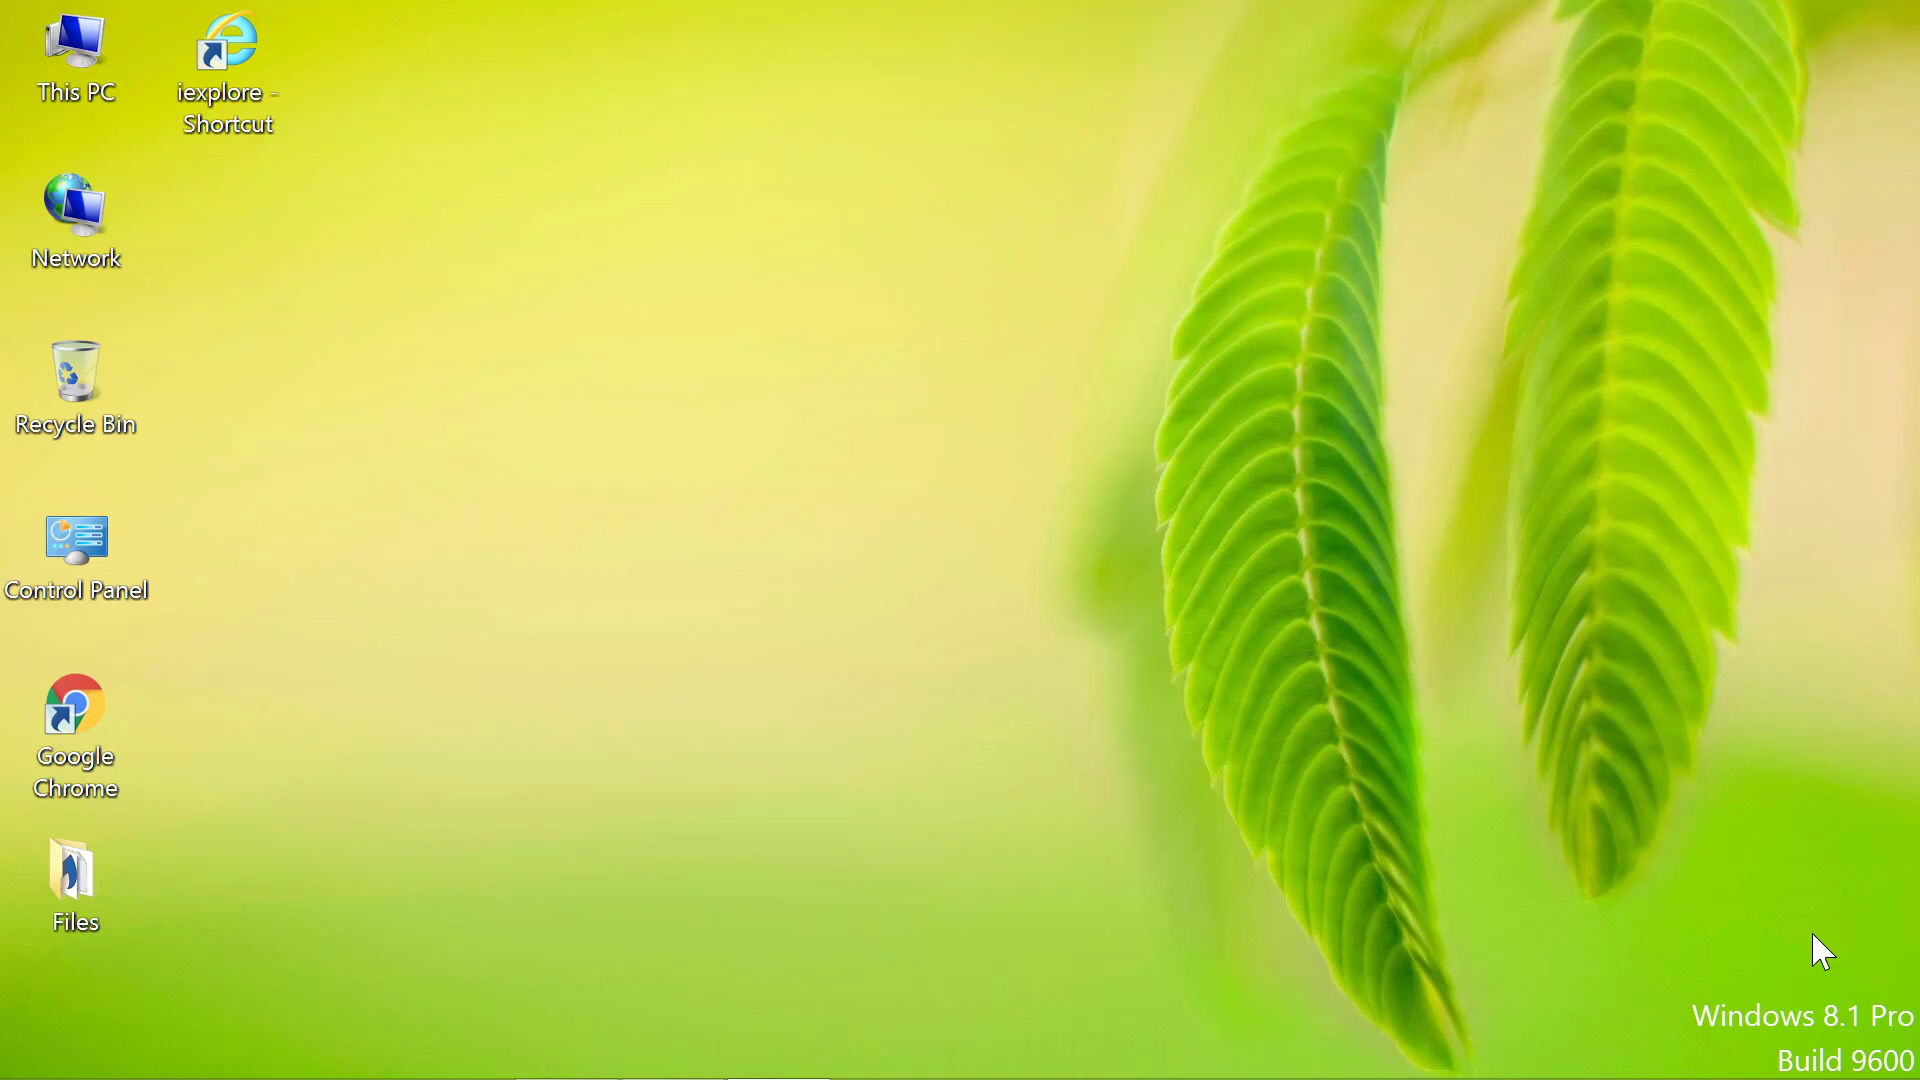 This PC
iexplore -
Shortcut
Network
Recycle Bin
Control Panel
Google
Chrome
Files
Windows 8.1 Pro
Build 9600